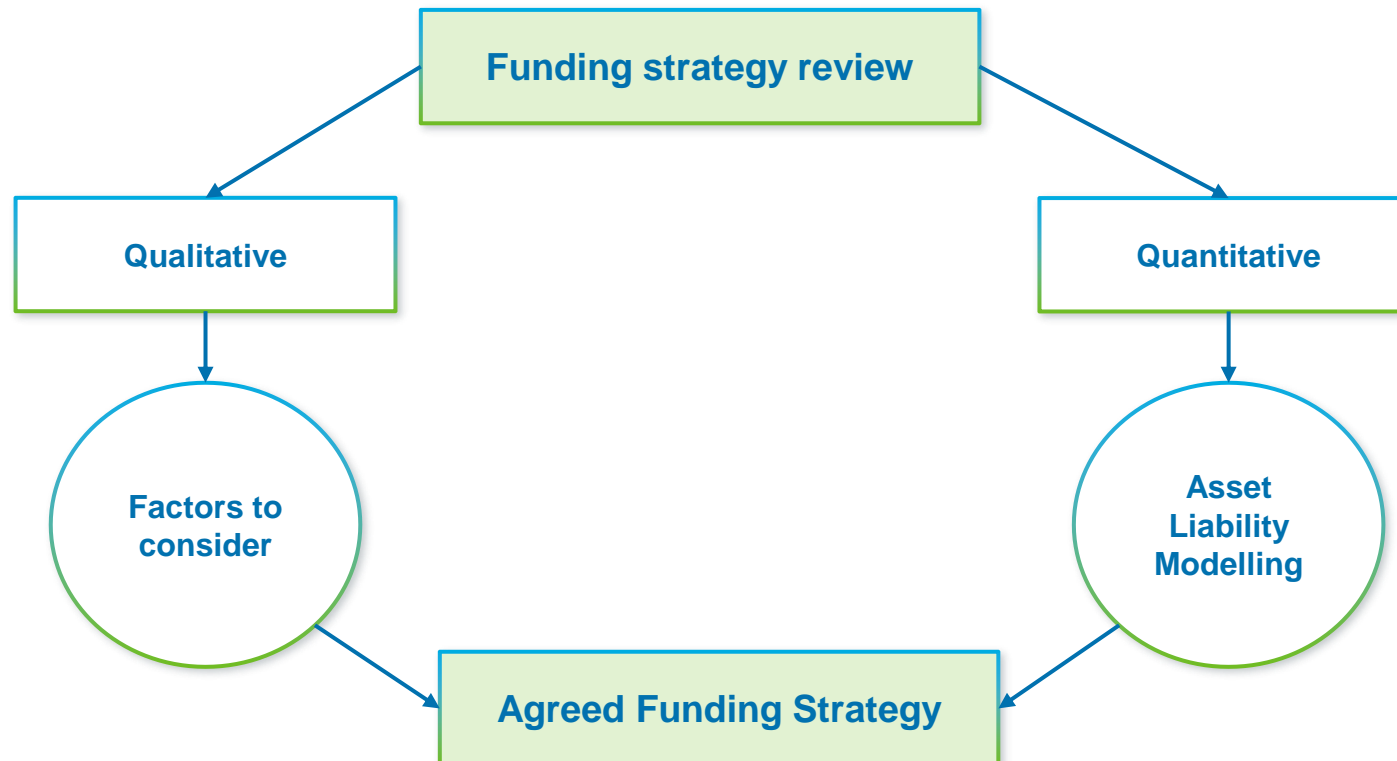 Funding strategy review
Qualitative
Quantitative
Factors to
consider
Asset
Liability
Modelling
Agreed Funding Strategy